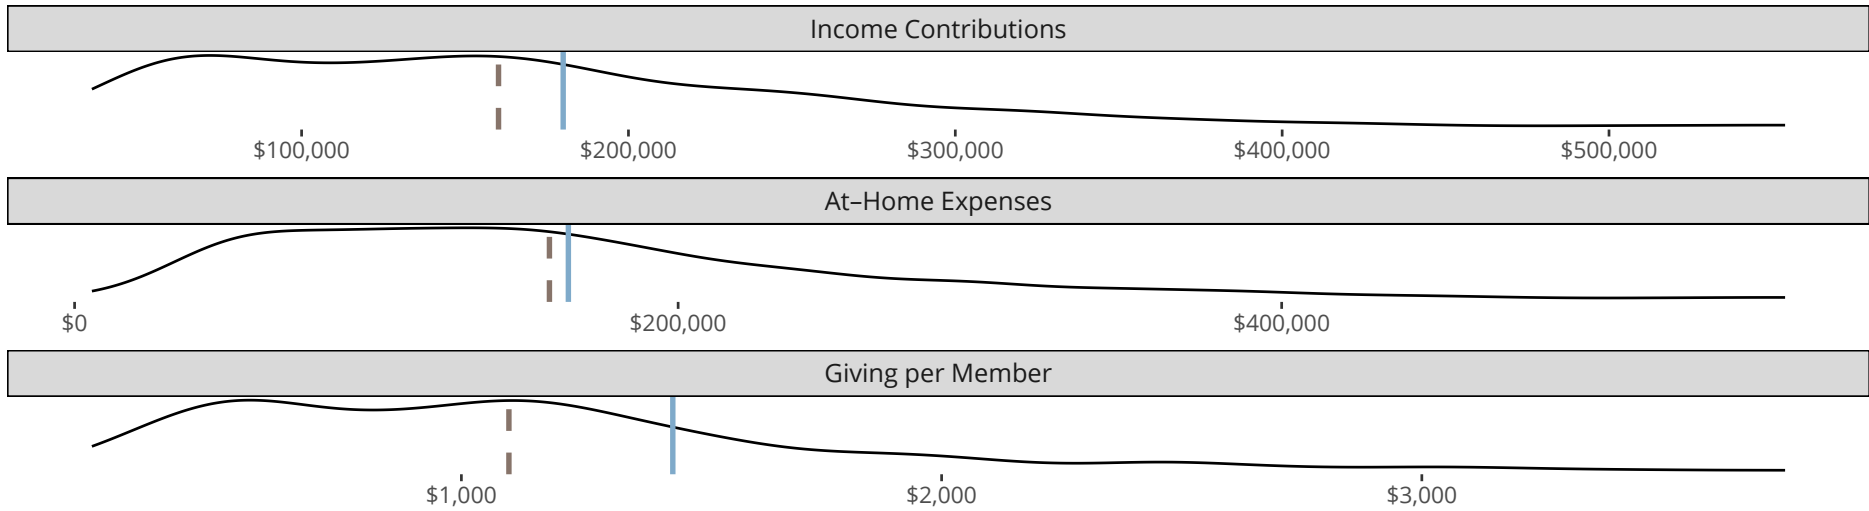 Income Contributions
$100,000 $200,000 $300,000 $400,000 $500,000
At–Home Expenses
$0 $200,000 $400,000
Giving per Member
$1,000 $2,000 $3,000